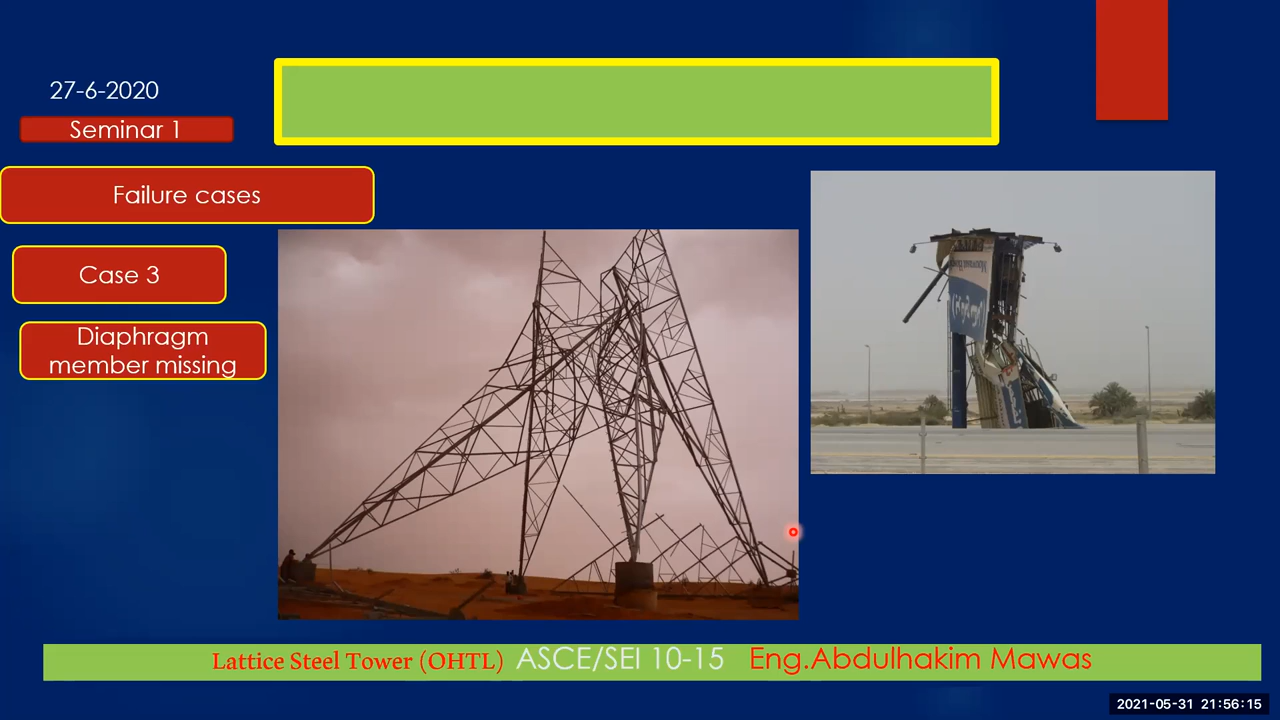 27-6-2020
Seminar 1
Failure cases
Case 3
Diaphragm
member missing
Lattice Steel Tower (OHTL) ASCE/SEI 10-15 Eng.Abdulhakim Mawas
2021-05-31 21:56:15